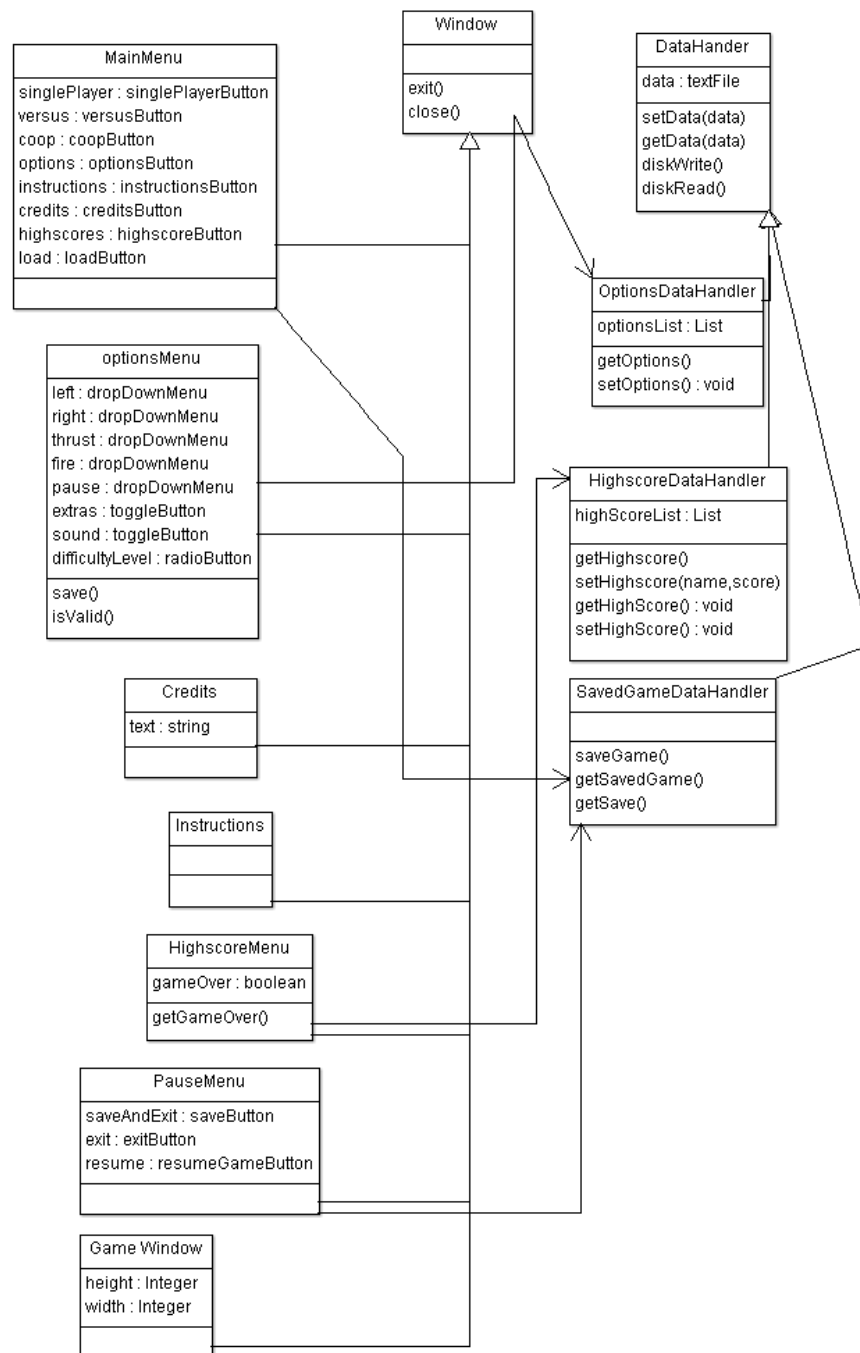 Window
exit()
close()
DataHander
data : textFile
setData(data)
getData(data)
diskWrite()
diskRead()
MainMenu
singlePlayer : singlePlayerButton
versus : versusButton
coop : coopButton
options : optionsButton
instructions : instructionsButton
credits : creditsButton
highscores : highscoreButton
load : loadButton
OptionsDataHandler
optionsList : List
getOptions()
setOptions() : void
optionsMenu
left : dropDownMenu
right : dropDownMenu
thrust : dropDownMenu
fire : dropDownMenu
pause : dropDownMenu
extras : toggleButton
sound : toggleButton
difficultyLevel : radioButton
save()
isValid()
HighscoreDataHandler
highScoreList : List
getHighscore()
setHighscore(name,score)
getHighScore() : void
setHighScore() : void
Credits
text : string
SavedGameDataHandler
saveGame()
getSavedGame()
getSave()
Instructions
HighscoreMenu
gameOver : boolean
getGameOver()
PauseMenu
saveAndExit : saveButton
exit : exitButton
resume : resumeGameButton
Game Window
height : Integer
width : Integer